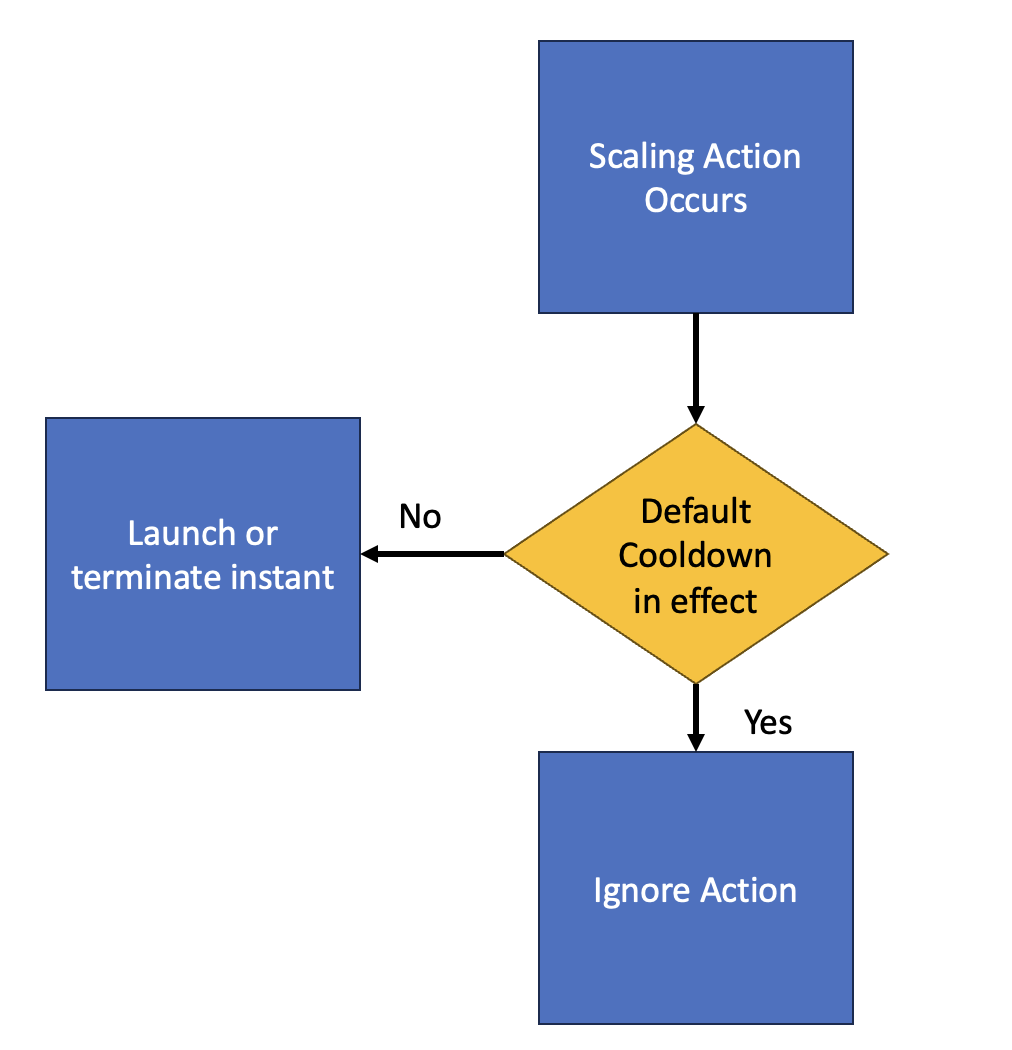 Scaling Action
Occurs
Default
Cooldown
in effect
No
Launch or
terminate instant
Yes
Ignore Action